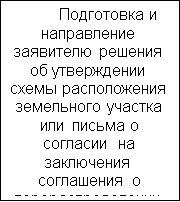 Подготовка и
направление
заявителю решения
об утверждении
схемы расположения
земельного участка
или письма о
согласии на
заключения
соглашения о